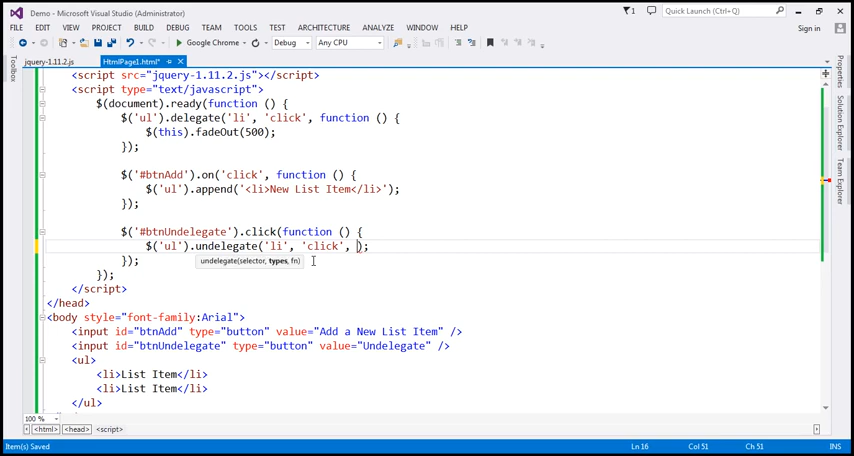 Demo - Microsoft Visual Studio (Administrator)
1
Quick Launch (Ctrl+Q)
FILE EDIT VIEW PROJECT BUILD DEBUG TEAM TOOLS TEST ARCHITECTURE ANALYZE WINDOW HELP
Sign in
Google Chrome
Debug
Any CPU
Toolbox
jquery-1.11.2.js
HtmlPage1.html*
<script src="jquery-1.11.2.js"></script>
<script type="text/javascript">
$(document).ready(function () {
$('ul').delegate('li', 'click', function () {
$(this).fadeOut(500);
});
$('#btnAdd').on('click', function () {
$('ul').append('<li>New List Item</li>');
});
$('#btnUndelegate').click(function () {
$('ul').undelegate('li', 'click', );
undelegate(selector, types, fn)
});
});
</script>
</head>
<body style="font-family:Arial">
<input id="btnAdd" type="button" value="Add a New List Item" />
<input id="btnUndelegate" type="button" value="Undelegate" />
<ul>
<li>List Item</li>
<li>List Item</li>
</ul>
Properties
Solution Explorer
Team Explorer
100 %
<html> <head> <script>
Item(s) Saved
Ln 16
Col 51
Ch 51
INS